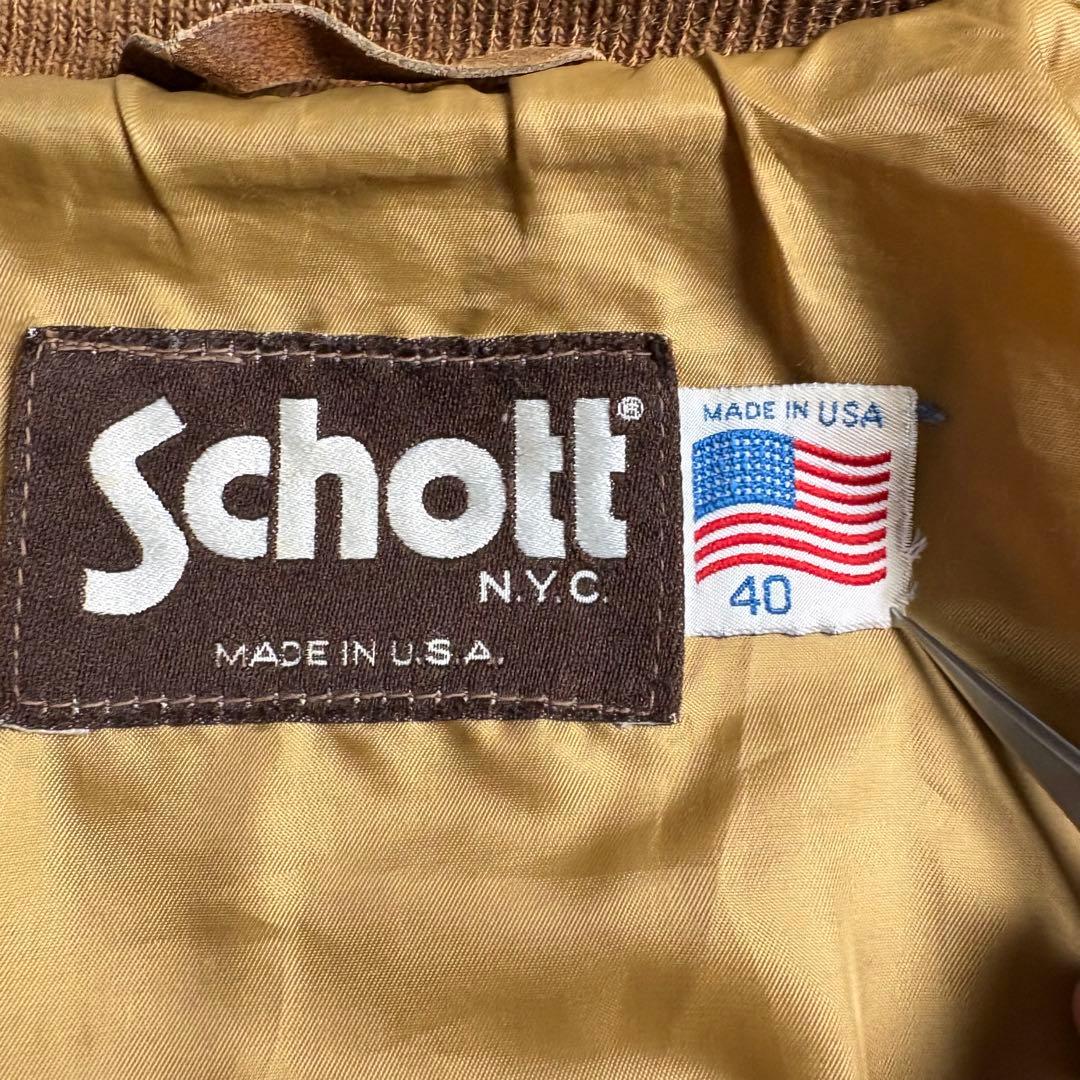 Schott®
N.Y.C.
MADE IN U.S.A.
MADE IN USA
40